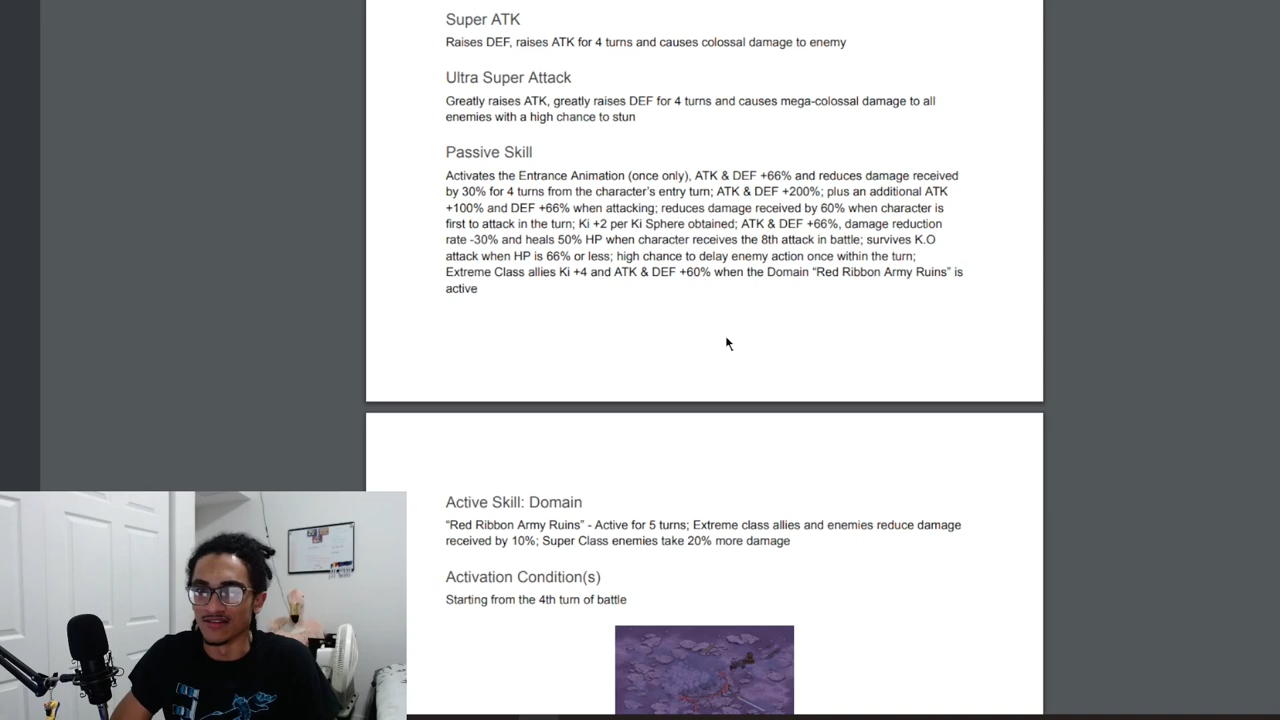 Super ATK
Raises DEF, raises ATK for 4 turns and causes colossal damage to enemy
Ultra Super Attack
Greatly raises ATK, greatly raises DEF for 4 turns and causes mega-colossal damage to all
enemies with a high chance to stun
Passive Skill
Activates the Entrance Animation (once only), ATK & DEF +66% and reduces damage received
by 30% for 4 turns from the character's entry turn; ATK & DEF +200%; plus an additional ATK
+100% and DEF +66% when attacking; reduces damage received by 60% when character is
first to attack in the turn; Ki +2 per Ki Sphere obtained; ATK & DEF +66%, damage reduction
rate -30% and heals 50% HP when character receives the 8th attack in battle; survives K.O
attack when HP is 66% or less; high chance to delay enemy action once within the turn;
Extreme Class allies Ki +4 and ATK & DEF +60% when the Domain “Red Ribbon Army Ruins” is
active
Active Skill: Domain
“Red Ribbon Army Ruins” - Active for 5 turns; Extreme class allies and enemies reduce damage
received by 10%; Super Class enemies take 20% more damage
Activation Condition(s)
Starting from the 4th turn of battle